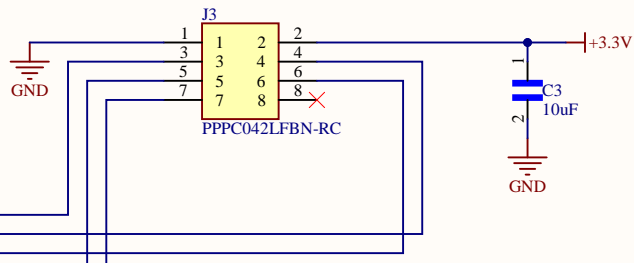 J3
1 1 2 2
3 3 4 4
5 5 6 6
7 7 8 8
PPPC042LFBN-RC
GND
+3.3V
1
C3
10uF
2
GND